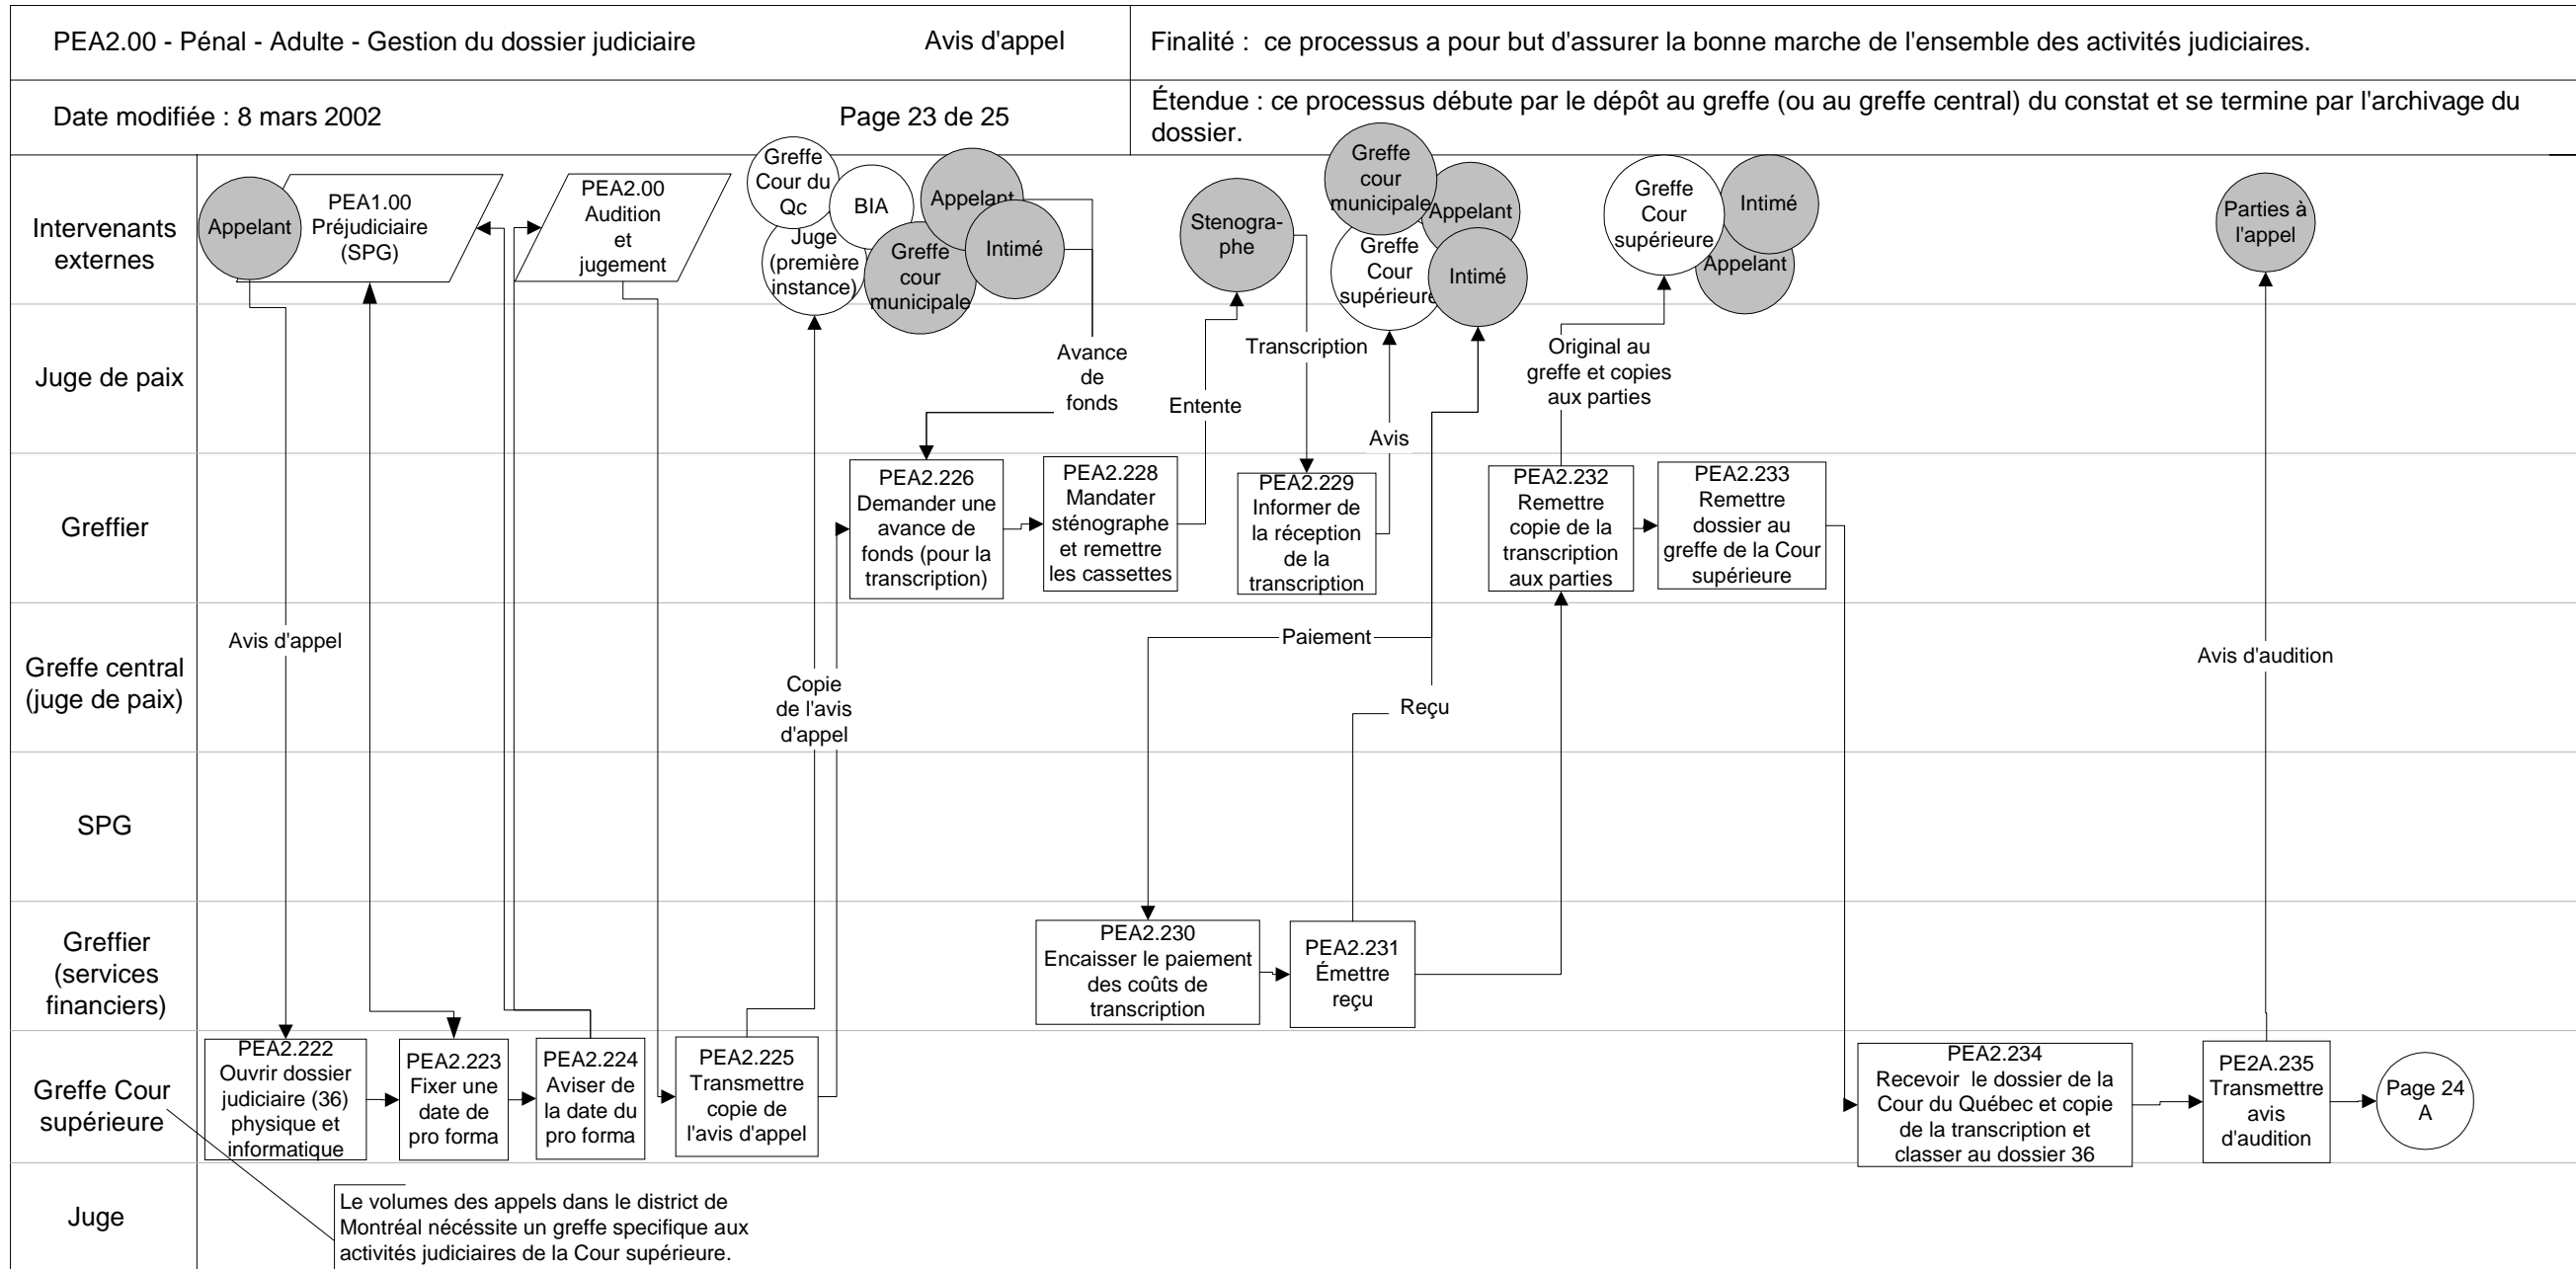 PEA2.00 - Pénal - Adulte - Gestion du dossier judiciaire
Avis d'appel
Finalité : ce processus a pour but d'assurer la bonne marche de l'ensemble des activités judiciaires.
Date modifiée : 8 mars 2002
Page 23 de 25
Étendue : ce processus débute par le dépôt au greffe (ou au greffe central) du constat et se termine par l'archivage du
dossier.
Intervenants
externes
Appelant
PEA1.00
Préjudiciaire
(SPG)
PEA2.00
Audition
et
jugement
Greffe
Cour du
Qc
BIA
Appelant
Juge
(première
instance)
Greffe
cour
municipale
Intimé
Stenogra-
phe
Greffe
cour
municipale
Appelant
Greffe
Cour
supérieure
Intimé
Greffe
Cour
supérieure
Intimé
Appelant
Parties à
l'appel
Juge de paix
Avance
de
fonds
Entente
Transcription
Avis
Original au
greffe et copies
aux parties
Greffier
PEA2.226
Demander une
avance de
fonds (pour la
transcription)
PEA2.228
Mandater
sténographe
et remettre
les cassettes
PEA2.229
Informer de
la réception
de la
transcription
PEA2.232
Remettre
copie de la
transcription
aux parties
PEA2.233
Remettre
dossier au
greffe de la Cour
supérieure
Greffe central
(juge de paix)
Avis d'appel
Copie
de l'avis
d'appel
Paiement
Reçu
Avis d'audition
SPG
Greffier
(services
financiers)
PEA2.230
Encaisser le paiement
des coûts de
transcription
PEA2.231
Émettre
reçu
Greffe Cour
supérieure
PEA2.222
Ouvrir dossier
judiciaire (36)
physique et
informatique
PEA2.223
Fixer une
date de
pro forma
PEA2.224
Aviser de
la date du
pro forma
PEA2.225
Transmettre
copie de
l'avis d'appel
PEA2.234
Recevoir le dossier de la
Cour du Québec et copie
de la transcription et
classer au dossier 36
PE2A.235
Transmettre
avis
d'audition
Page 24
A
Juge
Le volumes des appels dans le district de
Montréal nécéssite un greffe specifique aux
activités judiciaires de la Cour supérieure.